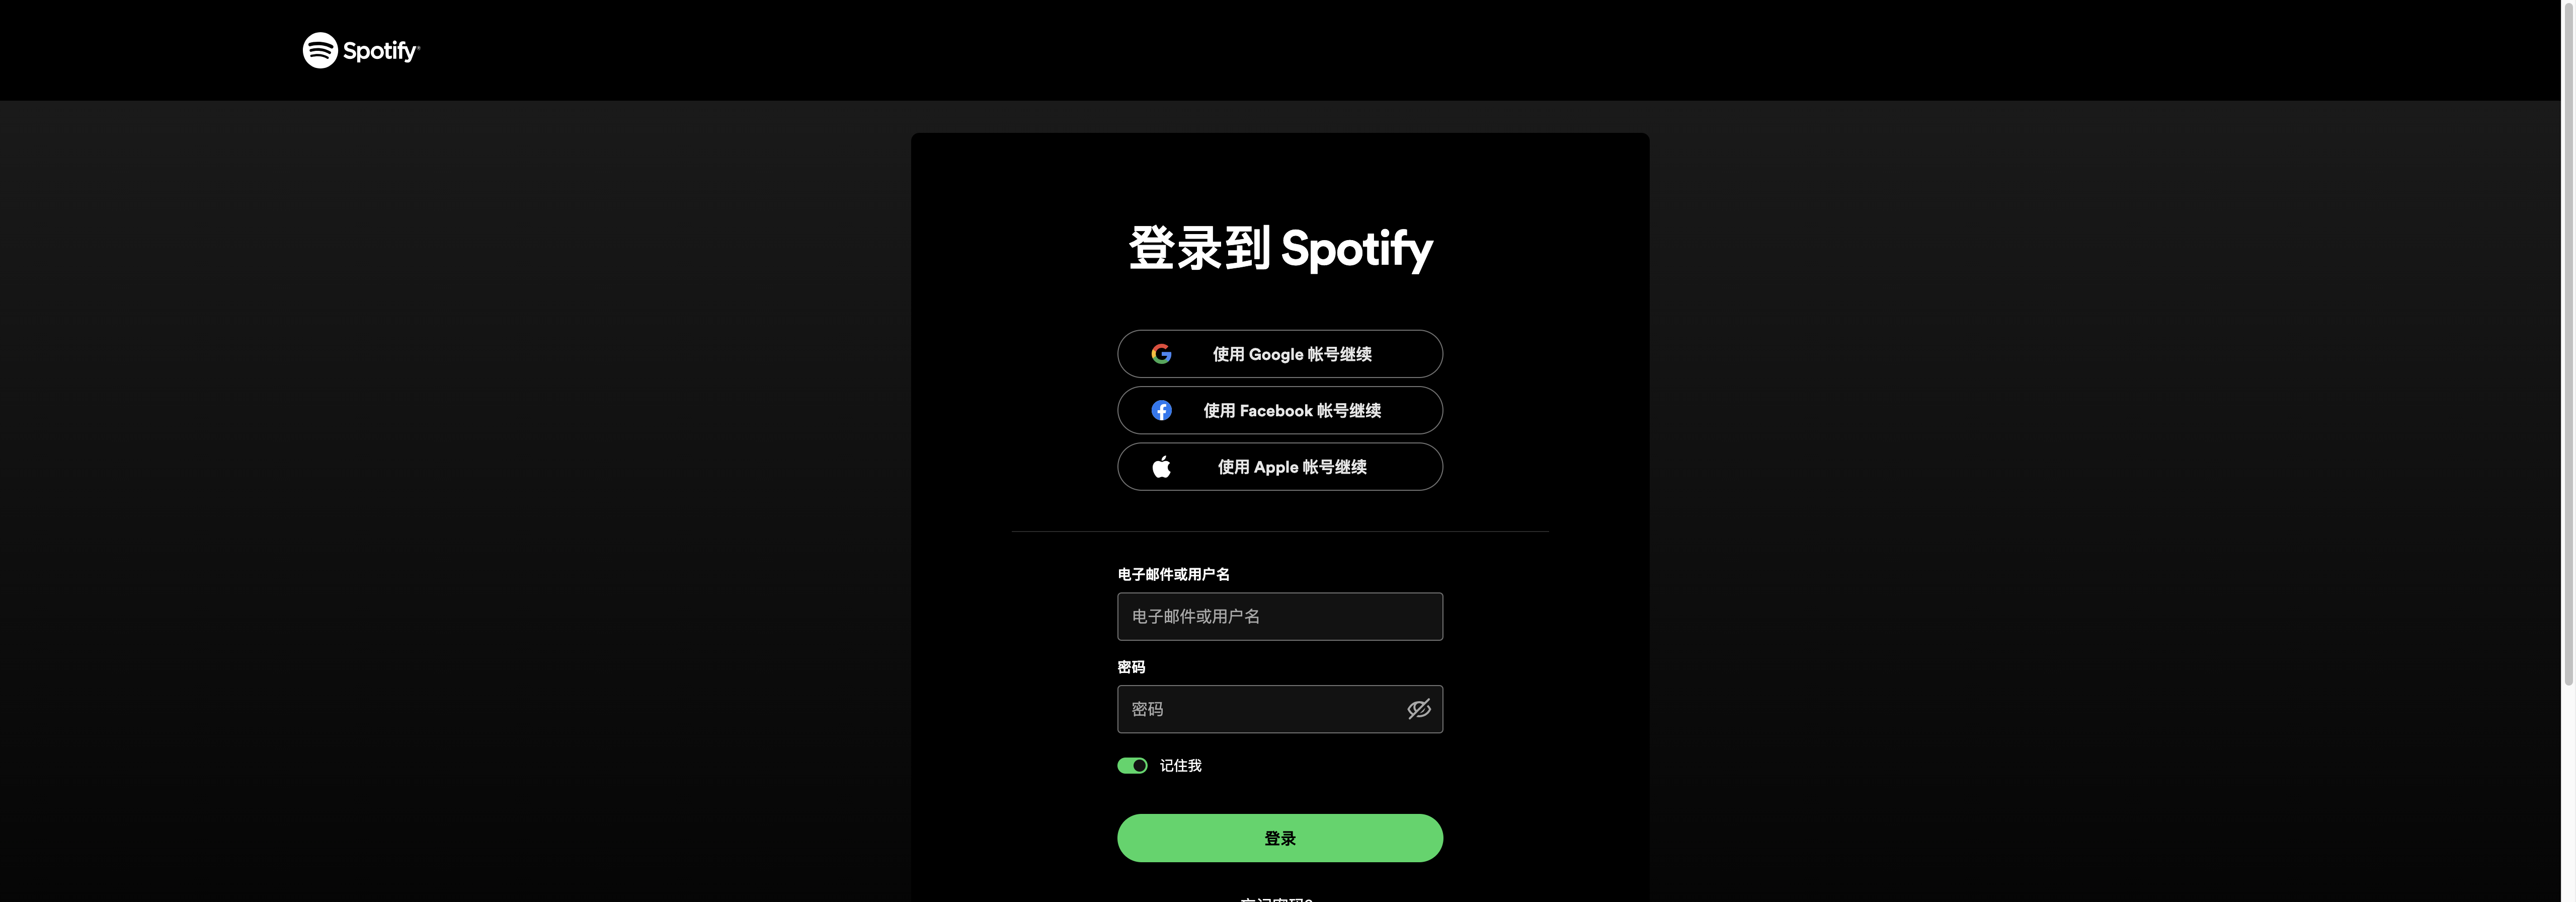 Spotify®
登录到 Spotify
使用 Google 帐号继续
使用 Facebook 帐号继续
使用 Apple 帐号继续
电子邮件或用户名
电子邮件或用户名
密码
密码
记住我
登录